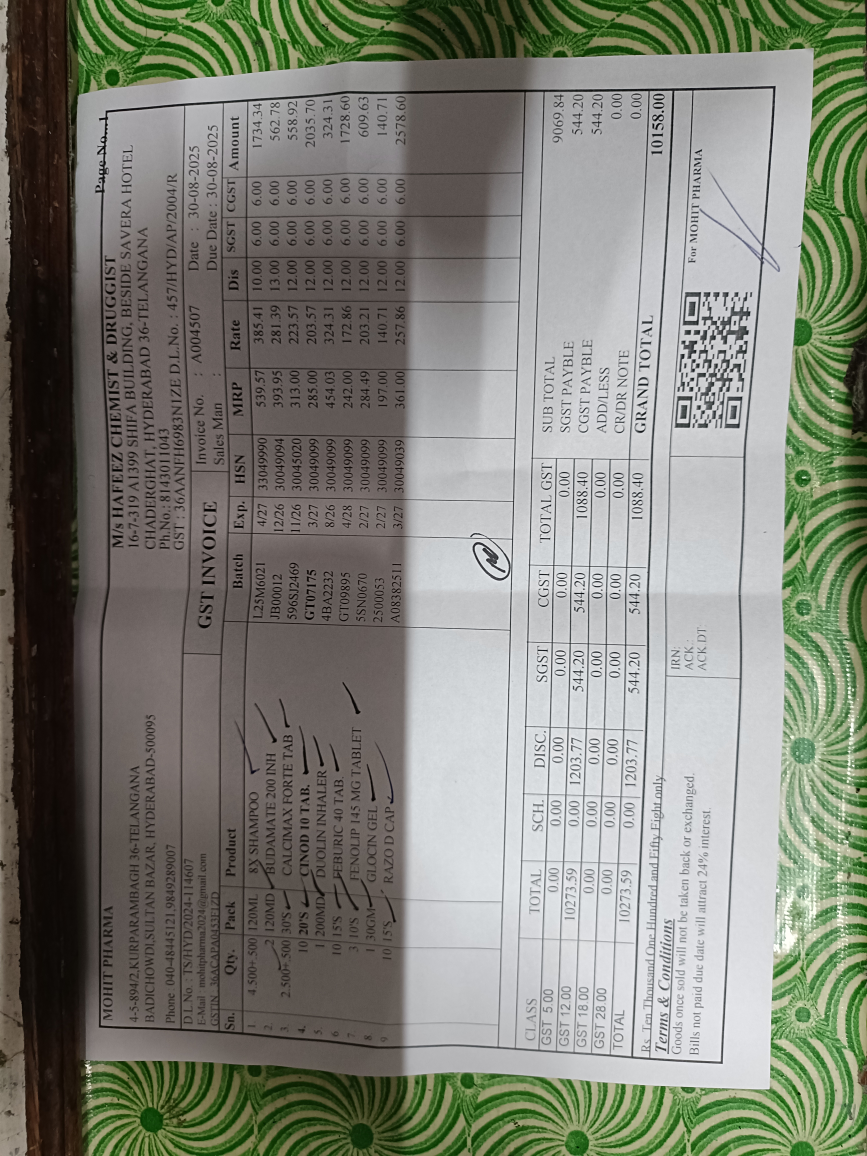 Page No...1
MOHIT PHARMA
4-5-894/2,KURPARAMBAGH 36-TELANGANA
BADICHOWDI,SULTAN BAZAR, HYDERABAD-500095
Phone : 040-48445121,9849289007
D.L.No. : TS/HYD/2024-114607
E-Mail : mohitpharma2024@gmail.com
M/s HAFEEZ CHEMIST & DRUGGIST
16-7-319 A1399 SHIFA BUILDING, BESIDE SAVERA HOTEL
CHADERGHAT, HYDERABAD 36-TELANGANA
Ph.No.: 8143011043
GST : 36AANFH6983N1ZE D.L.No. : 457/HYD/AP/2004/R
GST INVOICE
Invoice No. : A004507 Date : 30-08-2025
Sales Man : Due Date : 30-08-2025
Sn. Qty. Pack Product Batch Exp. HSN MRP Rate Dis SGST CGST Amount
1. 4.500+.500 120ML 8X SHAMPOO L25M6021 4/27 33049990 539.57 385.41 10.00 6.00 6.00 1734.34
2. 2 120MD BUDAMATE 200 INH JB00012 12/26 30049094 393.95 281.39 13.00 6.00 6.00 562.78
3. 2.500+.500 30'S CALCIMAX FORTE TAB 596SJ2469 11/26 30045020 313.00 223.57 12.00 6.00 6.00 558.92
4. 10 20'S CINOD 10 TAB. GT07175 3/27 30049099 285.00 203.57 12.00 6.00 6.00 2035.70
5. 1 200MD DUOLIN INHALER 4BA2232 8/26 30049099 454.03 324.31 12.00 6.00 6.00 324.31
6. 10 15'S FEBURIC 40 TAB. GT09895 4/28 30049099 242.00 172.86 12.00 6.00 6.00 1728.60
7 3 10'S FENOLIP 145 MG TABLET 5SN0670 2/27 30049099 284.49 203.21 12.00 6.00 6.00 609.63
8 1 30GM GLOCIN GEL 2500053 2/27 30049099 197.00 140.71 12.00 6.00 6.00 140.71
9 10 15'S RAZO D CAP A08382511 3/27 30049039 361.00 257.86 12.00 6.00 6.00 2578.60
CLASS TOTAL SCH. DISC. SGST CGST TOTAL GST
GST 5.00 0.00 0.00 0.00 0.00 0.00 0.00
GST 12.00 10273.59 0.00 1203.77 544.20 544.20 1088.40
GST 18.00 0.00 0.00 0.00 0.00 0.00 0.00
GST 28.00 0.00 0.00 0.00 0.00 0.00 0.00
TOTAL 10273.59 0.00 1203.77 544.20 544.20 1088.40
SUB TOTAL 9069.84
SGST PAYBLE 544.20
CGST PAYBLE 544.20
ADD/LESS 0.00
CR/DR NOTE 0.00
GRAND TOTAL 10158.00
Rs. Ten Thousand One Hundred and Fifty Eight only
Terms & Conditions
Goods once sold will not be taken back or exchanged.
Bills not paid due date will attract 24% interest
IRN:
ACK :
ACK.DT:
For MOHIT PHARMA